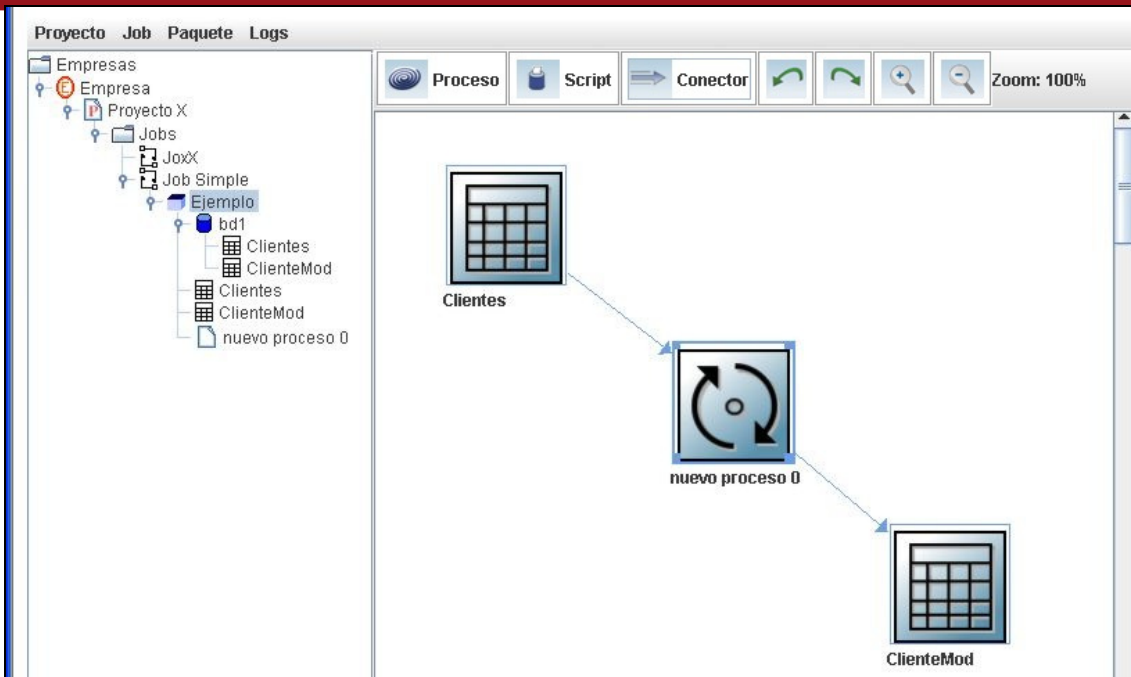 Proyecto Job Paquete Logs
Empresas
Empresa
Proyecto X
Jobs
JoxX
Job Simple
Ejemplo
bd1
Clientes
ClienteMod
Clientes
ClienteMod
nuevo proceso 0
Proceso Script Conector Zoom: 100%
Clientes
nuevo proceso 0
ClienteMod